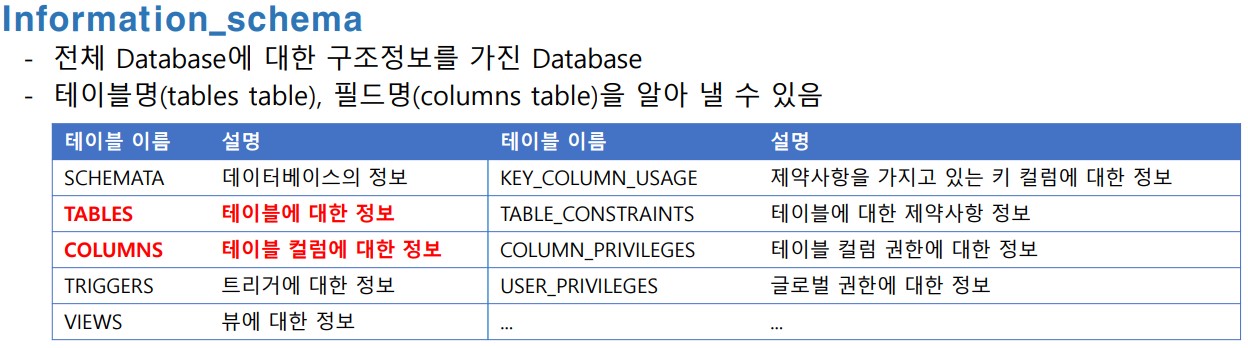 Information_schema
- 전체 Database에 대한 구조정보를 가진 Database
- 테이블명(tables table), 필드명(columns table)을 알아 낼 수 있음
테이블 이름 설명 테이블 이름 설명
SCHEMATA 데이터베이스의 정보 KEY_COLUMN_USAGE 제약사항을 가지고 있는 키 컬럼에 대한 정보
TABLES 테이블에 대한 정보 TABLE_CONSTRAINTS 테이블에 대한 제약사항 정보
COLUMNS 테이블 컬럼에 대한 정보 COLUMN_PRIVILEGES 테이블 컬럼 권한에 대한 정보
TRIGGERS 트리거에 대한 정보 USER_PRIVILEGES 글로벌 권한에 대한 정보
VIEWS 뷰에 대한 정보 ... ...